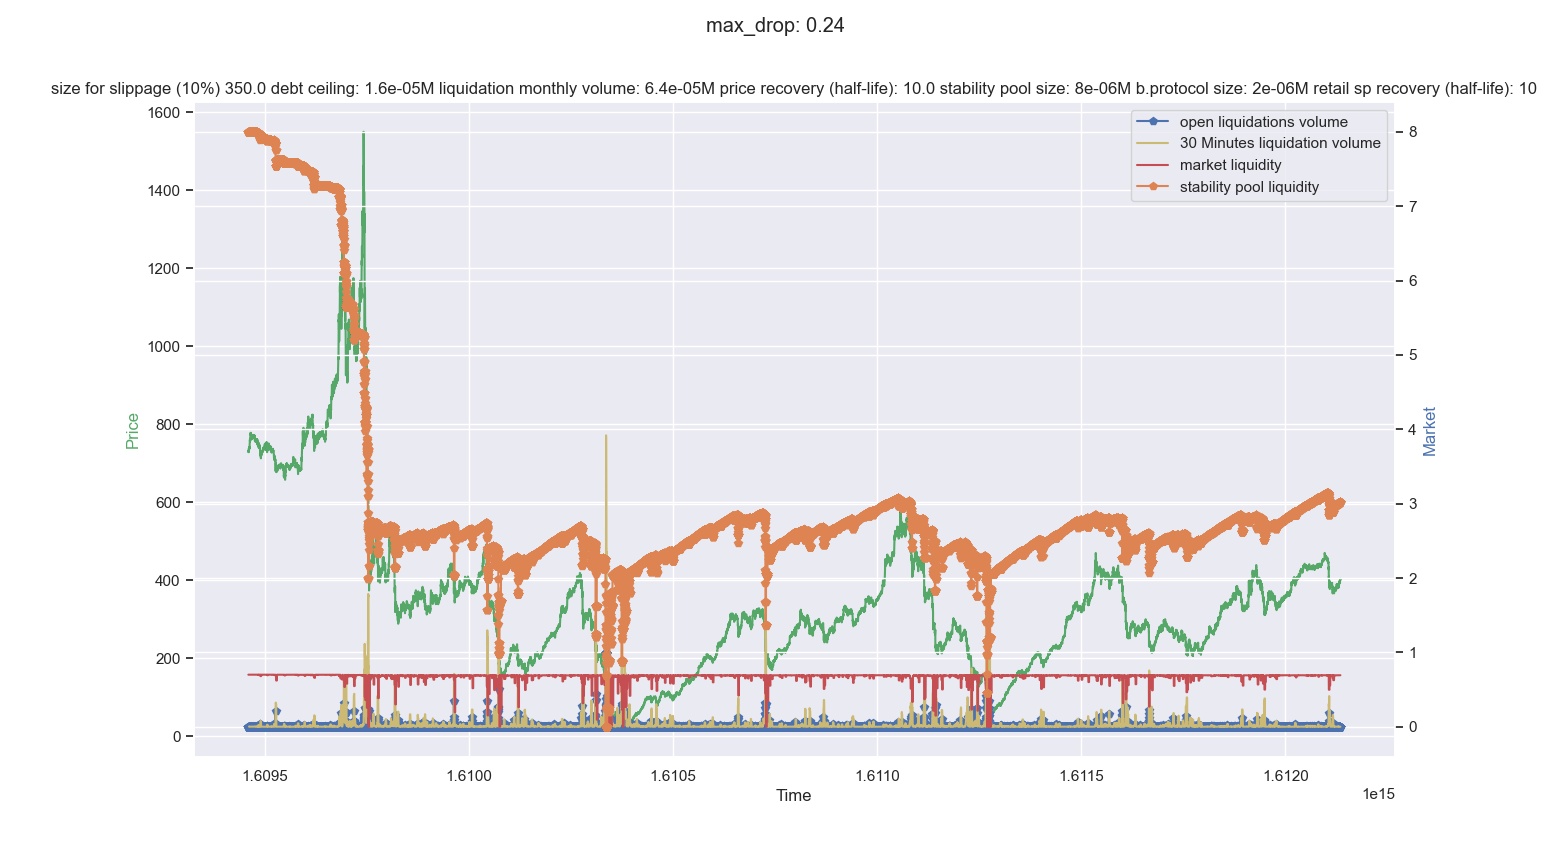 max_drop: 0.24
size for slippage (10%) 350.0 debt ceiling: 1.6e-05M liquidation monthly volume: 6.4e-05M price recovery (half-life): 10.0 stability pool size: 8e-06M b.protocol size: 2e-06M retail sp recovery (half-life): 10
open liquidations volume
30 Minutes liquidation volume
market liquidity
stability pool liquidity
1600
1400
1200
1000
800
600
400
200
0
Price
8
7
6
5
4
3
2
1
0
Market
1.6095 1.6100 1.6105 1.6110 1.6115 1.6120
Time
1e15